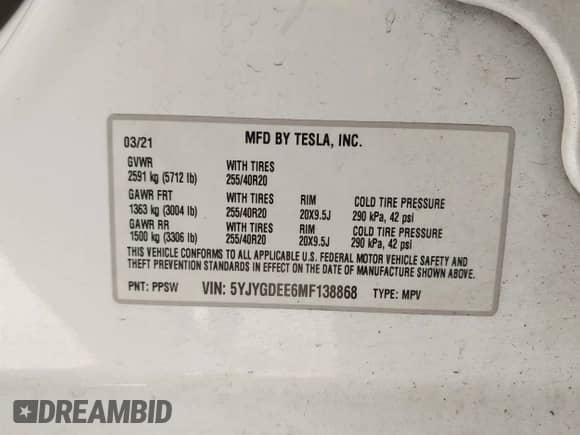 03/21 MFD BY TESLA, INC.
GVWR WITH TIRES
2591 kg (5712 lb) 255/40R20
GAWR FRT WITH TIRES RIM COLD TIRE PRESSURE
1363 kg (3004 lb) 255/40R20 20X9.5J 290 kPa, 42 psi
GAWR RR WITH TIRES RIM COLD TIRE PRESSURE
1500 kg (3306 lb) 255/40R20 20X9.5J 290 kPa, 42 psi
THIS VEHICLE CONFORMS TO ALL APPLICABLE U.S. FEDERAL MOTOR VEHICLE SAFETY AND
THEFT PREVENTION STANDARDS IN EFFECT ON THE DATE OF MANUFACTURE SHOWN ABOVE.
PNT: PPSW VIN: 5YJYGDEE6MF138868 TYPE: MPV
DREAMBID